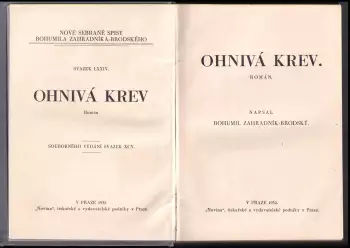 NOVÉ SEBRANÉ SPISY
BOHUMILA ZAHRADNÍKA-BRODSKÉHO
SVAZEK LXXIV.
OHNIVÁ KREV
Román
SOUBORNÉHO VYDÁNÍ SVAZEK XCV.
V PRAZE 1934
„Novina", tiskařské a vydavatelské podniky v Praze.
OHNIVÁ KREV.
ROMÁN.
NAPSAL
BOHUMIL ZAHRADNÍK-BRODSKÝ.
V PRAZE 1934
„Novina", tiskařské a vydavatelské podniky v Praze.